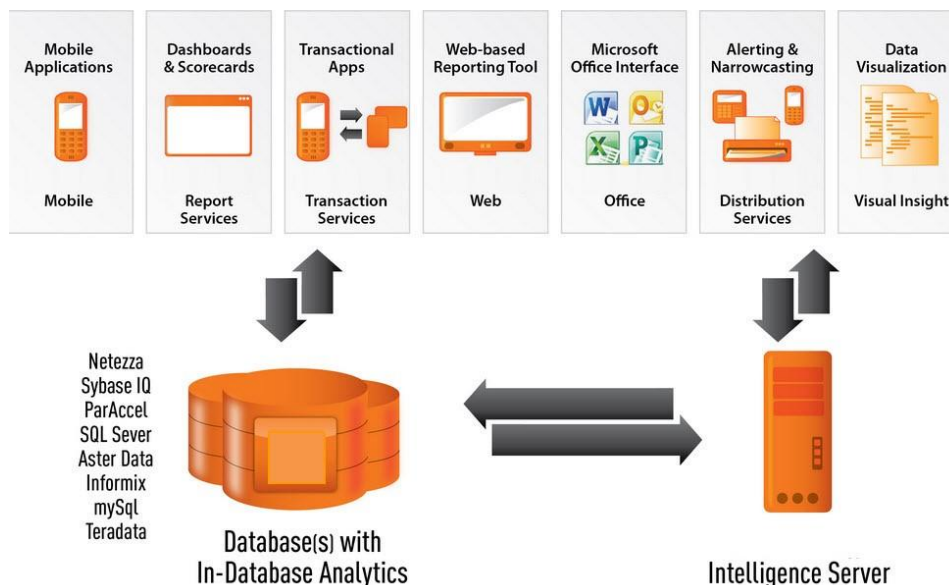 Mobile
Applications
Mobile
Dashboards
& Scorecards
Report
Services
Transactional
Apps
Transaction
Services
Web-based
Reporting Tool
Web
Microsoft
Office Interface
W
O
X
P
Office
Alerting &
Narrowcasting
Distribution
Services
Data
Visualization
Visual Insight
Netezza
Sybase IQ
ParAccel
SQL Sever
Aster Data
Informix
mySql
Teradata
Database(s) with
In-Database Analytics
Intelligence Server